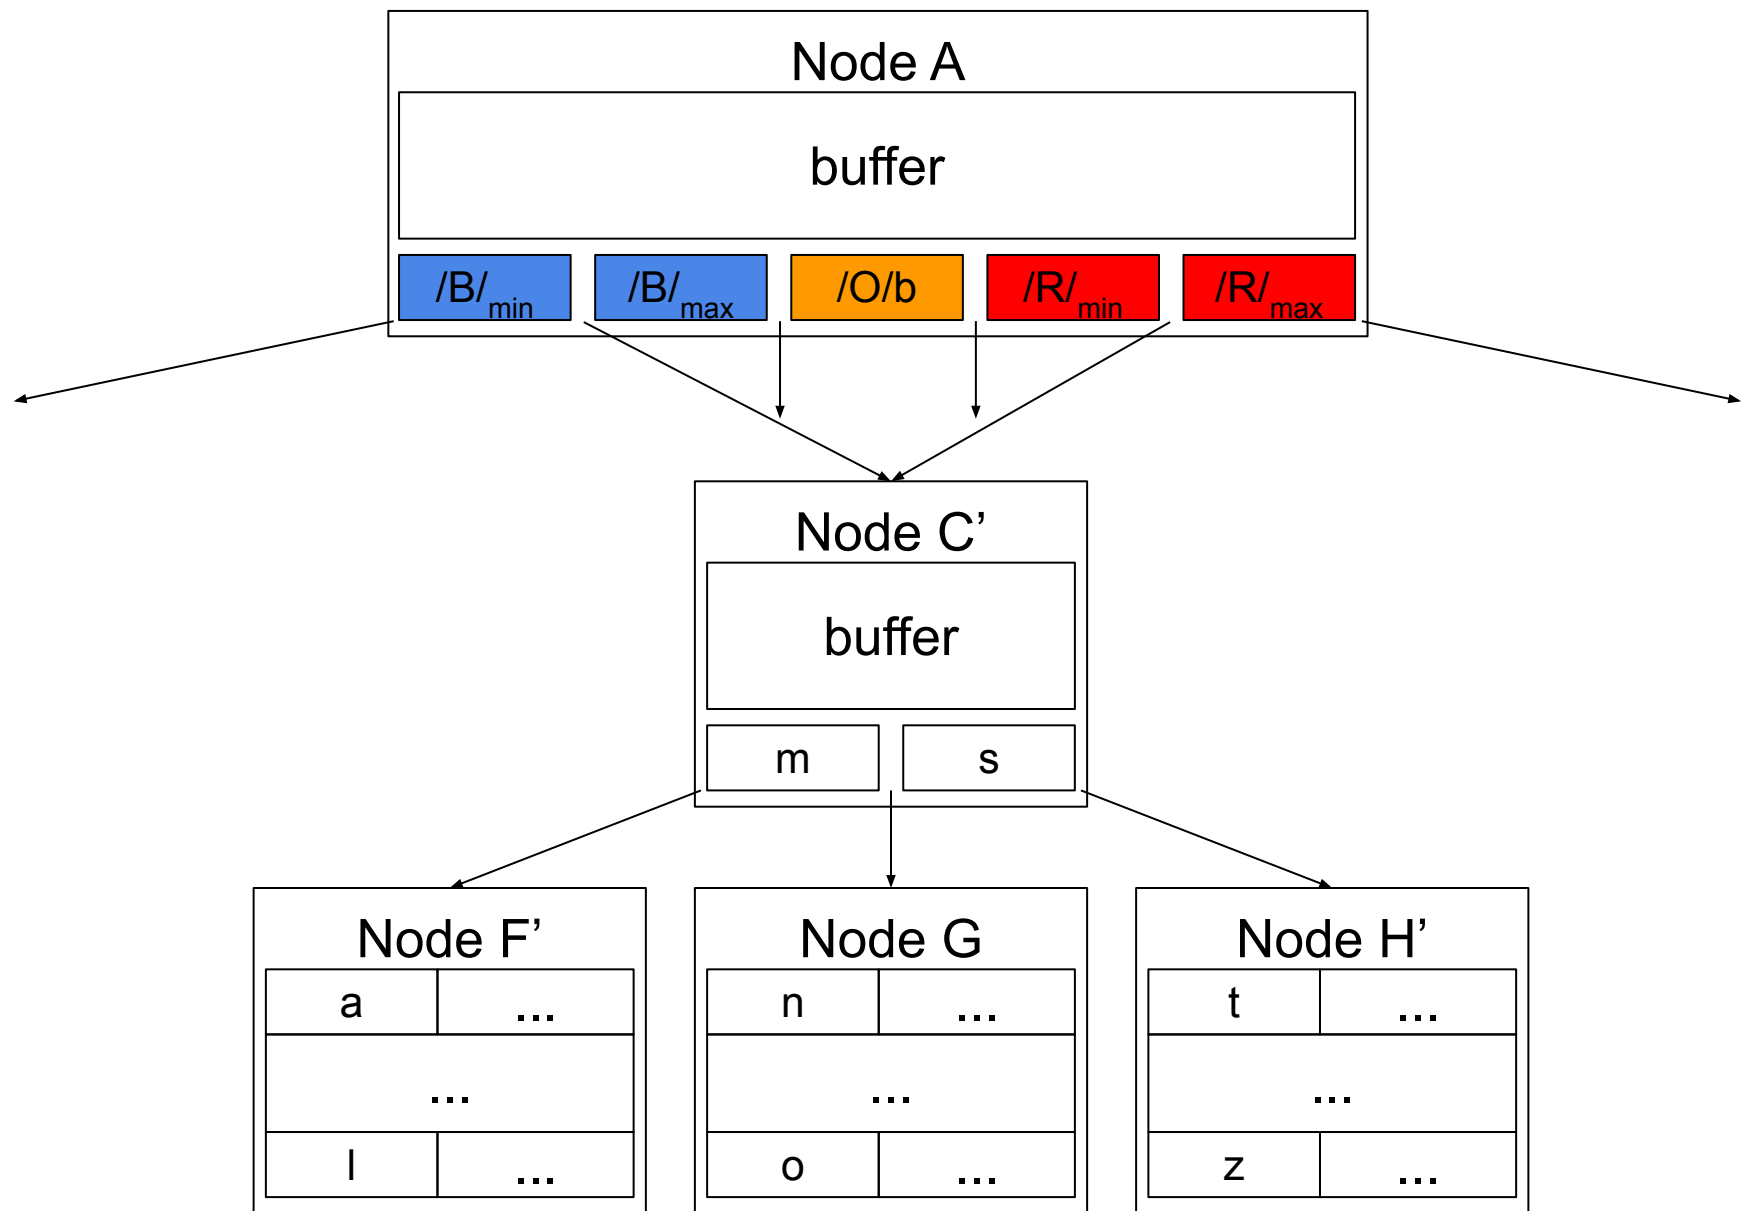 Node A
buffer
/B/min /B/max /O/b /R/min /R/max
Node C’
buffer
m s
Node F’ Node G Node H’
a ... n ... t ...
... ... ...
l ... o ... z ...